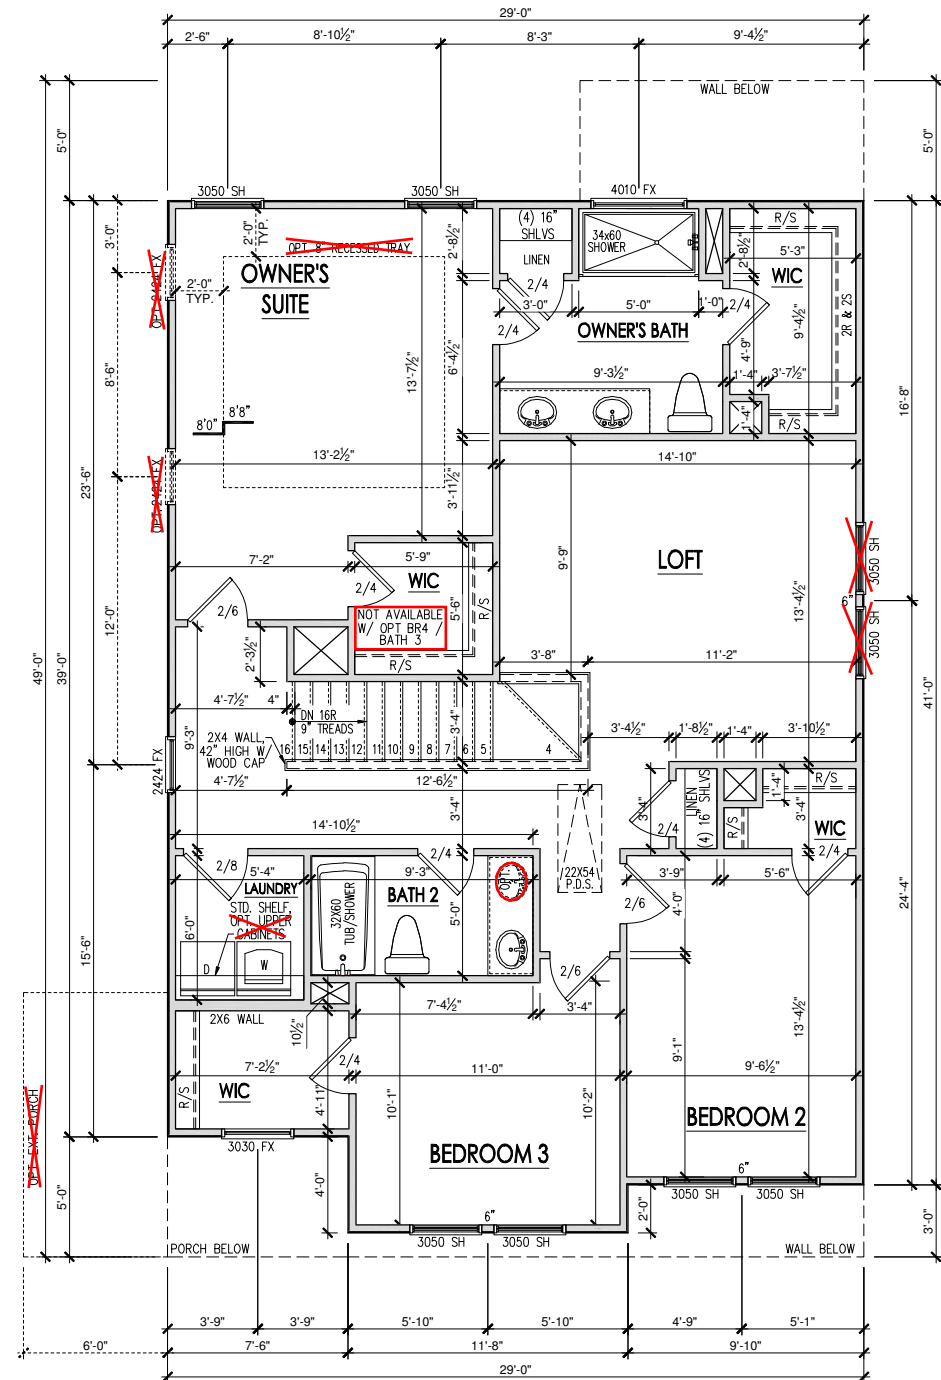 29'-0"
2'-6"
8'-10½"
8'-3"
9'-4½"
WALL BELOW
5'-0"
5'-0"
3050 SH
3050 SH
4010 FX
3'-0"
2'-0"
TYP.
OPT. 8" RECESSED TRAY
2'-8½"
(4) 16"
SHLVS
LINEN
34x60
SHOWER
2'-8½"
R/S
5'-3"
OWNER'S
SUITE
WIC
OPT. 2424 FX
2'-0"
TYP.
2/4
3'-0"
5'-0"
1'-0"
2/4
2/4
OWNER'S BATH
9'-4½"
2R & 2S
4'-9"
8'-6"
13'-7½"
6'-4½"
9'-3½"
1'-4"
3'-7½"
16'-8"
8'-8"
8'-0"
1'-4"
R/S
13'-2½"
14'-10"
23'-6"
OPT. 2424 FX
3'-11½"
7'-2"
5'-9"
WIC
9'-9"
LOFT
3050 SH
13'-4½"
6"
2/4
2/6
5'-6"
R/S
NOT AVAILABLE
W/ OPT BR4 /
BATH 3
3050 SH
12'-0"
49'-0"
39'-0"
2'-3½"
R/S
3'-8"
11'-2"
41'-0"
4'-7½"
4"
DN 16R
9" TREADS
3'-4"
9'-3"
2X4 WALL,
42" HIGH W/
WOOD CAP
16 15 14 13 12 11 10 9 8 7 6 5 4
3'-4½"
1'-8½"
1'-4"
3'-10½"
2424 FX
4'-7½"
12'-6½"
3'-4"
3'-4"
LINEN
(4) 16" SHLVS
1'-4"
R/S
3'-4"
R/S
WIC
14'-10½"
2/4
2/4
2/4
2/8
5'-4"
9'-3"
OPT.
22X54
P.D.S.
3'-9"
5'-6"
LAUNDRY
STD. SHELF,
OPT. UPPER
CABINETS
6'-0"
32X60
TUB/SHOWER
BATH 2
5'-0"
2/6
4'-0"
24'-4"
15'-6"
D
W
2/6
2X6 WALL
10½"
7'-4½"
3'-4"
13'-4½"
9'-1"
2/4
7'-2½"
11'-0"
9'-6½"
R/S
WIC
4'-11"
10'-1"
10'-2"
BEDROOM 2
OPT. EXT. PORCH
BEDROOM 3
3030 FX
4'-0"
6"
3050 SH
3050 SH
5'-0"
2'-0"
3'-0"
6"
3050 SH
3050 SH
PORCH BELOW
WALL BELOW
3'-9"
3'-9"
5'-10"
5'-10"
4'-9"
5'-1"
6'-0"
7'-6"
11'-8"
9'-10"
29'-0"